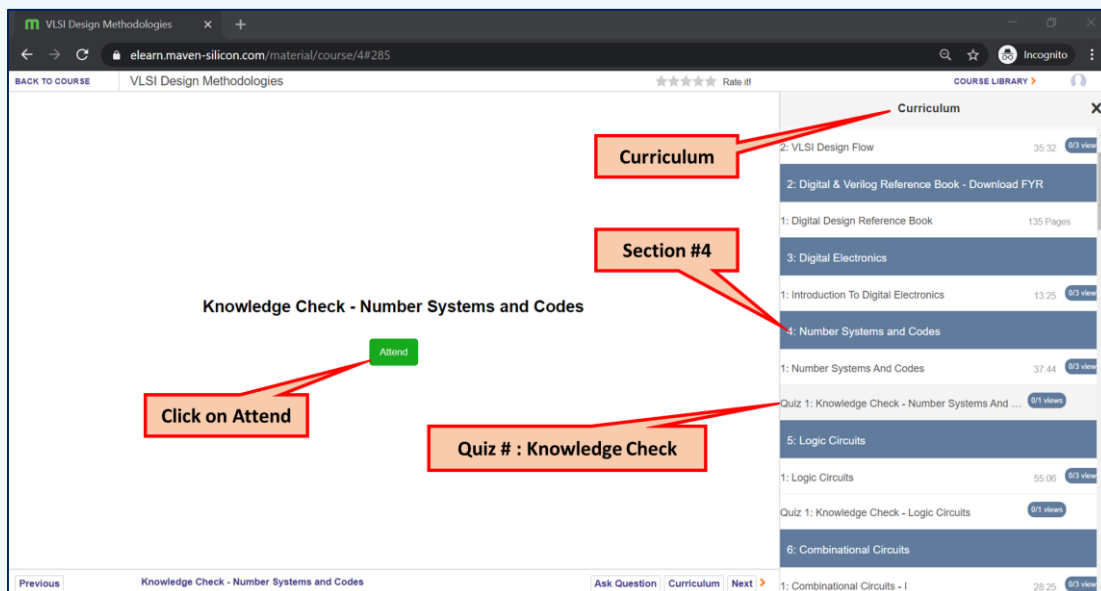 VLSI Design Methodologies
elearn.maven-silicon.com/material/course/4#285
Incognito
BACK TO COURSE
VLSI Design Methodologies
Rate it!
COURSE LIBRARY >
Curriculum
Curriculum
2: VLSI Design Flow 35:32 0/3 view
2: Digital & Verilog Reference Book - Download FYR
1: Digital Design Reference Book 135 Pages
Section #4
3: Digital Electronics
1: Introduction To Digital Electronics 13:25 0/3 view
Knowledge Check - Number Systems and Codes
4: Number Systems and Codes
Attend
1: Number Systems And Codes 37:44 0/3 view
Click on Attend
Quiz 1: Knowledge Check - Number Systems And ... 0/1 views
Quiz # : Knowledge Check
5: Logic Circuits
1: Logic Circuits 55:06 0/3 view
Quiz 1: Knowledge Check - Logic Circuits 0/1 views
6: Combinational Circuits
1: Combinational Circuits - I 28:25 0/3 view
Previous
Knowledge Check - Number Systems and Codes
Ask Question
Curriculum
Next >